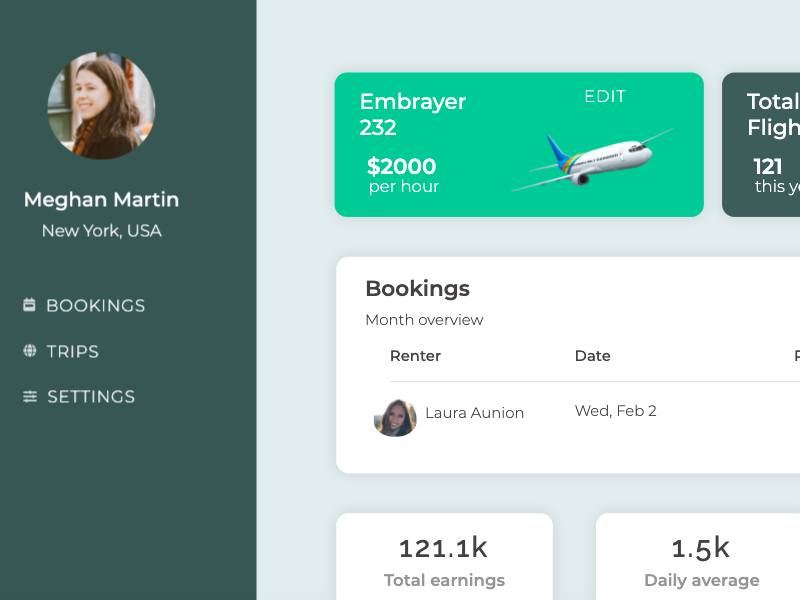 Meghan Martin
New York, USA
BOOKINGS
TRIPS
SETTINGS
Embrayer
232
EDIT
$2000
per hour
Total
Fligh
121
this y
Bookings
Month overview
Renter
Date
Laura Aunion
Wed, Feb 2
121.1k
Total earnings
1.5k
Daily average